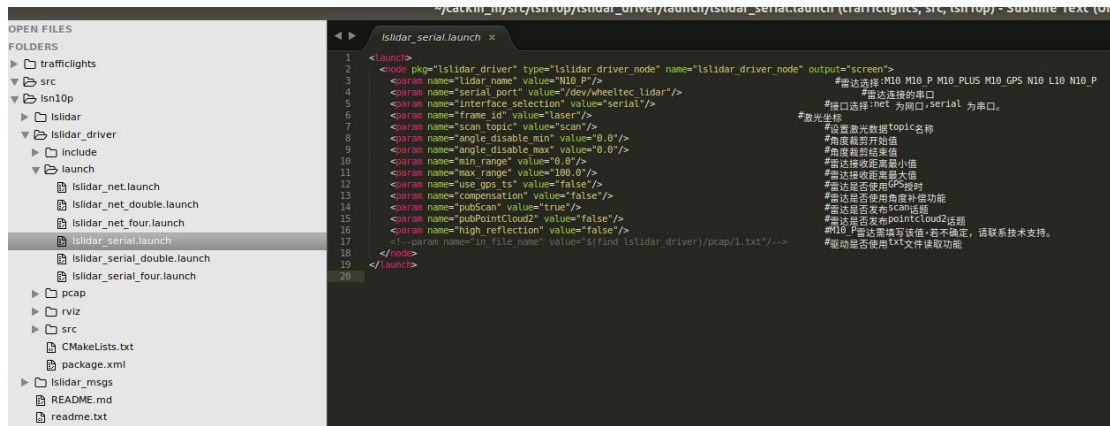 ~/catkin_lll/src/lsn10p/lslidar_driver/launch/lslidar_serial.launch (trafficlights, src, lsn10p) - Sublime Text
OPEN FILES
FOLDERS
trafficlights
src
lsn10p
lslidar
lslidar_driver
include
launch
lslidar_net.launch
lslidar_net_double.launch
lslidar_net_four.launch
lslidar_serial.launch
lslidar_serial_double.launch
lslidar_serial_four.launch
pcap
rviz
src
CMakeLists.txt
package.xml
lslidar_msgs
README.md
readme.txt
lslidar_serial.launch ×
1 <launch>
2 <node pkg="lslidar_driver" type="lslidar_driver_node" name="lslidar_driver_node" output="screen">
3 <param name="lidar_name" value="N10_P"/> #雷达选择:M10 M10_P M10_PLUS M10_GPS N10 L10 N10_P
4 <param name="serial_port" value="/dev/wheeltec_lidar"/> #雷达连接的串口
5 <param name="interface_selection" value="serial"/> #接口选择:net 为网口,serial 为串口。
6 <param name="frame_id" value="laser"/> #激光坐标
7 <param name="scan_topic" value="scan"/> #设置激光数据topic名称
8 <param name="angle_disable_min" value="0.0"/> #角度裁剪开始值
9 <param name="angle_disable_max" value="0.0"/> #角度裁剪结束值
10 <param name="min_range" value="0.0"/> #雷达接收距离最小值
11 <param name="max_range" value="100.0"/> #雷达接收距离最大值
12 <param name="use_gps_ts" value="false"/> #雷达是否使用GPS授时
13 <param name="compensation" value="false"/> #雷达是否使用角度补偿功能
14 <param name="pubScan" value="true"/> #雷达是否发布scan话题
15 <param name="pubPointCloud2" value="false"/> #雷达是否发布pointcloud2话题
16 <param name="high_reflection" value="false"/> #M10_P雷达需填写该值,若不确定，请联系技术支持。
17 <!--param name="in_file_name" value="$(find lslidar_driver)/pcap/1.txt"/--> #驱动是否使用txt文件读取功能
18 </node>
19 </launch>
20